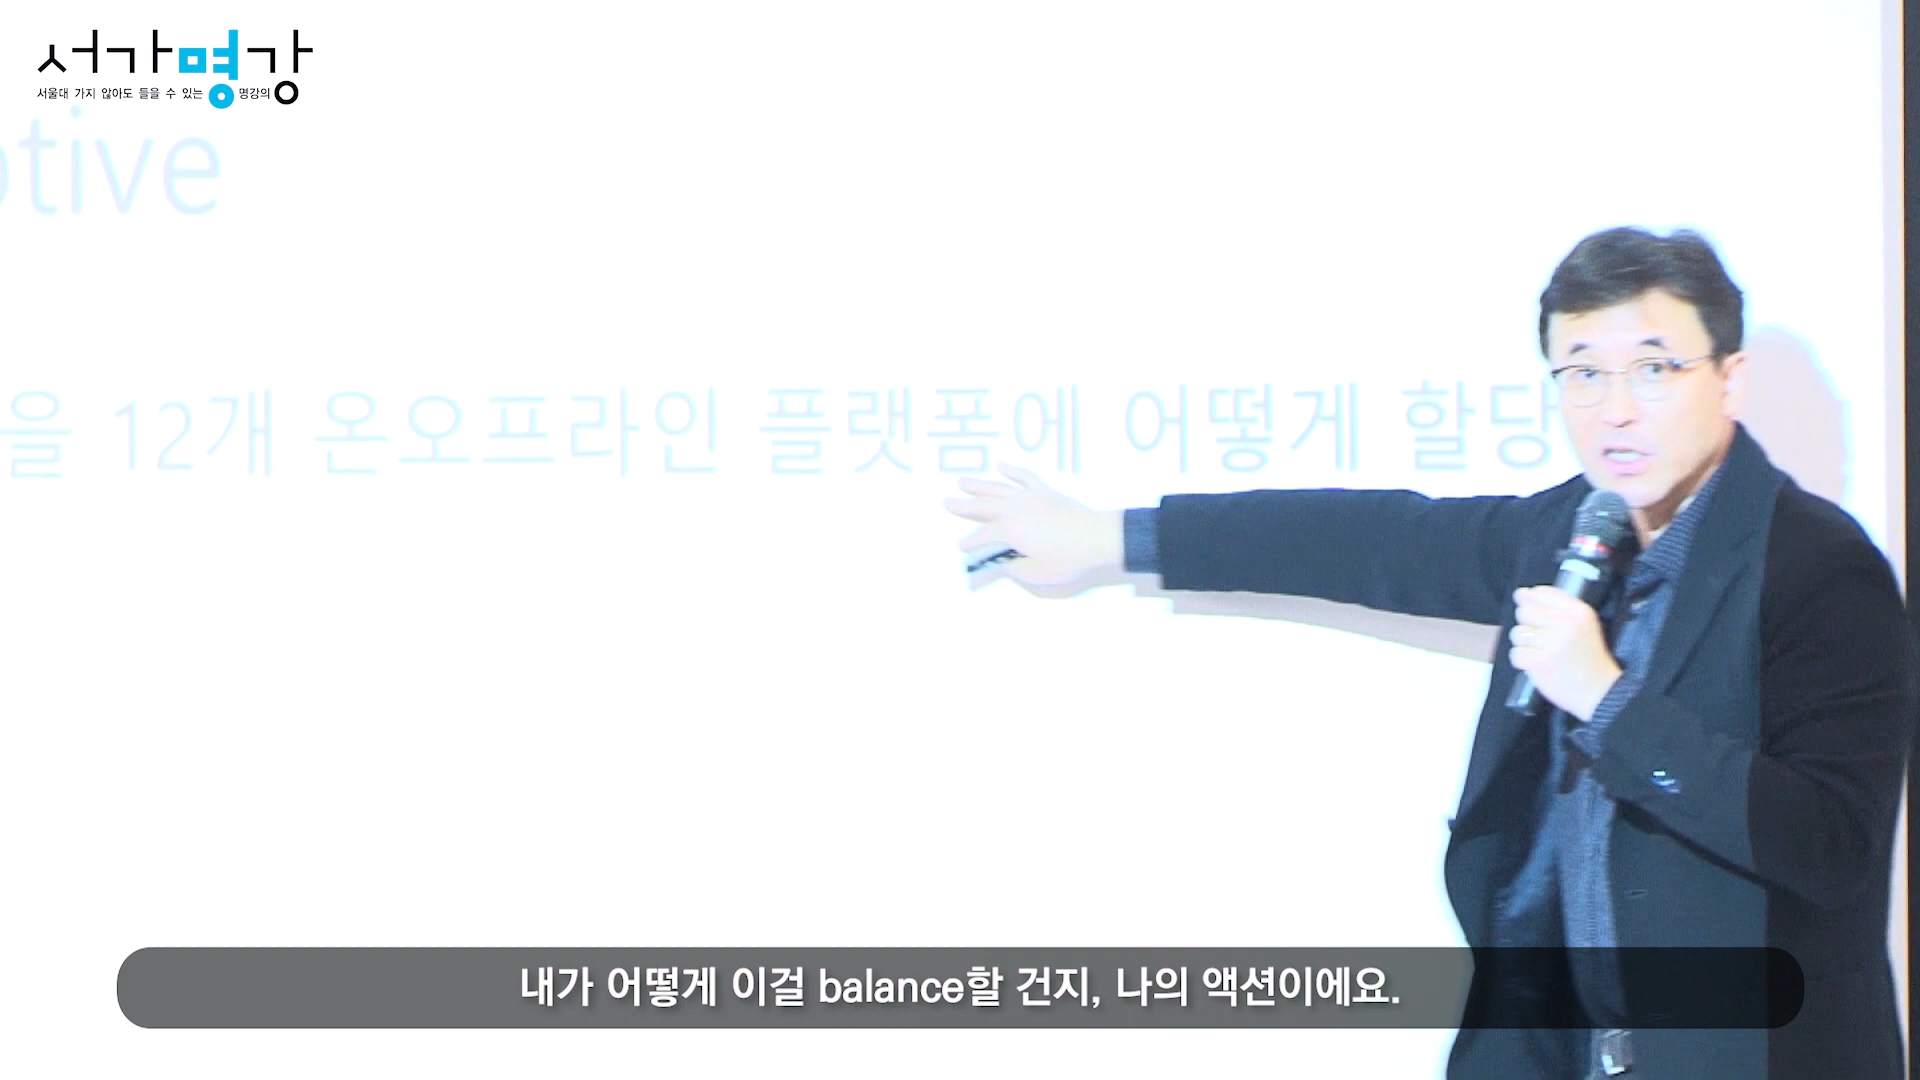 서가명강
서울대 가지 않아도 들을 수 있는 명강의
tive
을 12개 온오프라인 플랫폼에 어떻게 할당
내가 어떻게 이걸 balance할 건지, 나의 액션이에요.